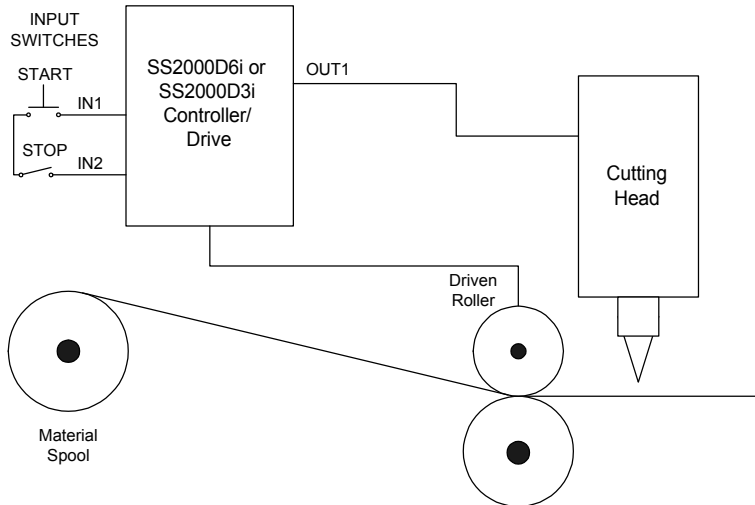 INPUT
SWITCHES
START
IN1
STOP
IN2
SS2000D6i or
SS2000D3i
Controller/
Drive
OUT1
Cutting
Head
Driven
Roller
Material
Spool